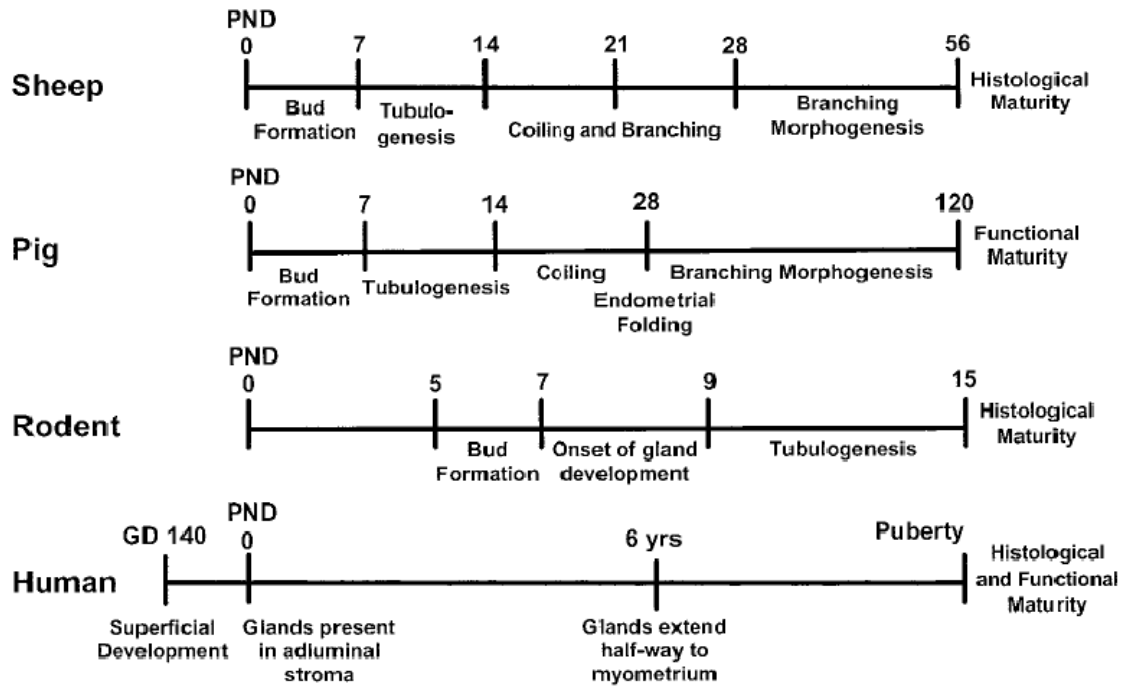 PND
0 7 14 21 28 56
Sheep
Histological
Maturity
Bud
Formation
Tubulo-
genesis
Coiling and Branching
Branching
Morphogenesis
PND
0 7 14 28 120
Pig
Functional
Maturity
Bud
Formation
Tubulogenesis
Coiling
Endometrial
Folding
Branching Morphogenesis
PND
0 5 7 9 15
Rodent
Histological
Maturity
Bud
Formation
Onset of gland
development
Tubulogenesis
GD 140
PND
0
6 yrs
Puberty
Human
Histological
and Functional
Maturity
Superficial
Development
Glands present
in adluminal
stroma
Glands extend
half-way to
myometrium